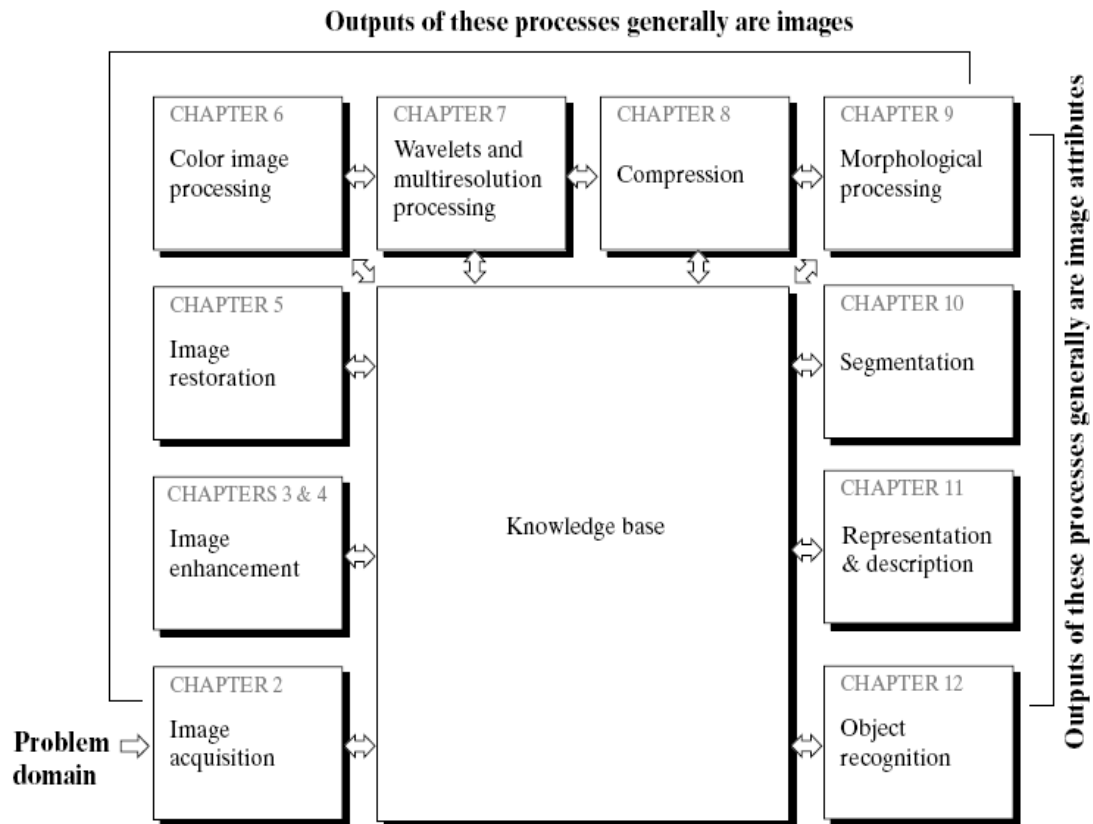 Outputs of these processes generally are images
CHAPTER 6
Color image
processing
CHAPTER 7
Wavelets and
multiresolution
processing
CHAPTER 8
Compression
CHAPTER 9
Morphological
processing
CHAPTER 5
Image
restoration
CHAPTER 10
Segmentation
CHAPTERS 3 & 4
Image
enhancement
Knowledge base
CHAPTER 11
Representation
& description
CHAPTER 2
Image
acquisition
CHAPTER 12
Object
recognition
Problem
domain
Outputs of these processes generally are image attributes